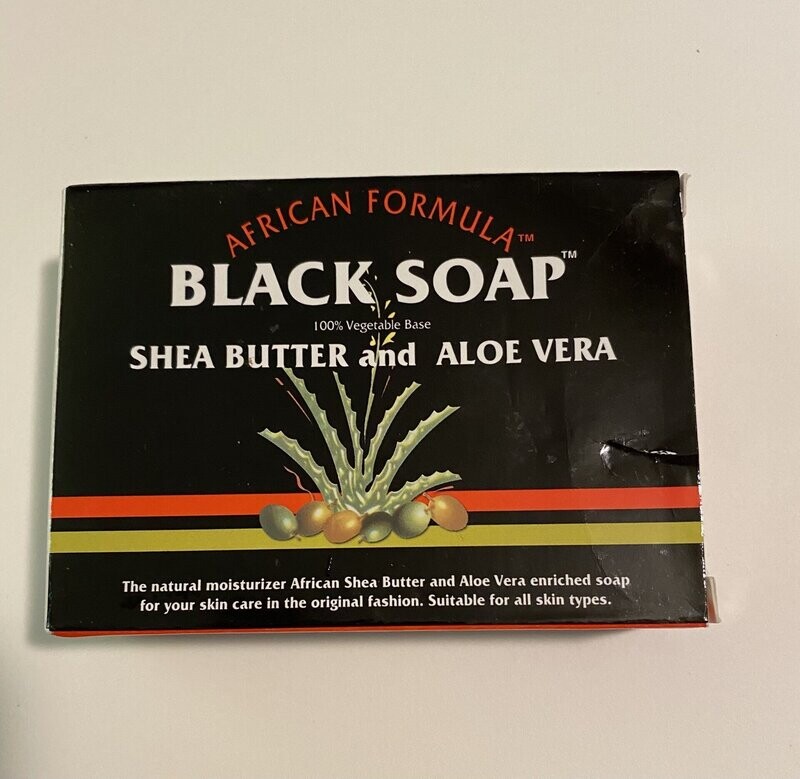 AFRICAN FORMULA™
BLACK SOAP™
100% Vegetable Base
SHEA BUTTER and ALOE VERA
The natural moisturizer African Shea Butter and Aloe Vera enriched soap
for your skin care in the original fashion. Suitable for all skin types.